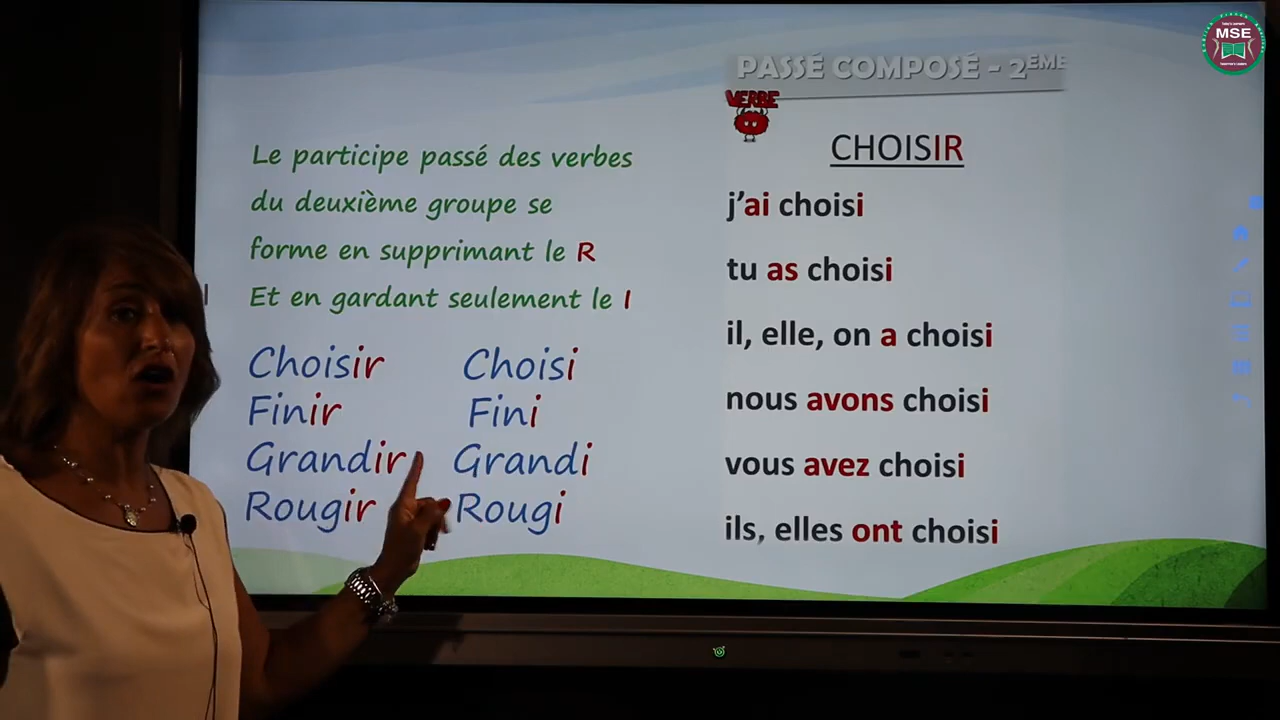 MSE
PASSÉ COMPOSÉ - 2ÈME
VERBE
Le participe passé des verbes
du deuxième groupe se
forme en supprimant le R
Et en gardant seulement le I
Choisir Choisi
Finir Fini
Grandir Grandi
Rougir Rougi
CHOISIR
j'ai choisi
tu as choisi
il, elle, on a choisi
nous avons choisi
vous avez choisi
ils, elles ont choisi